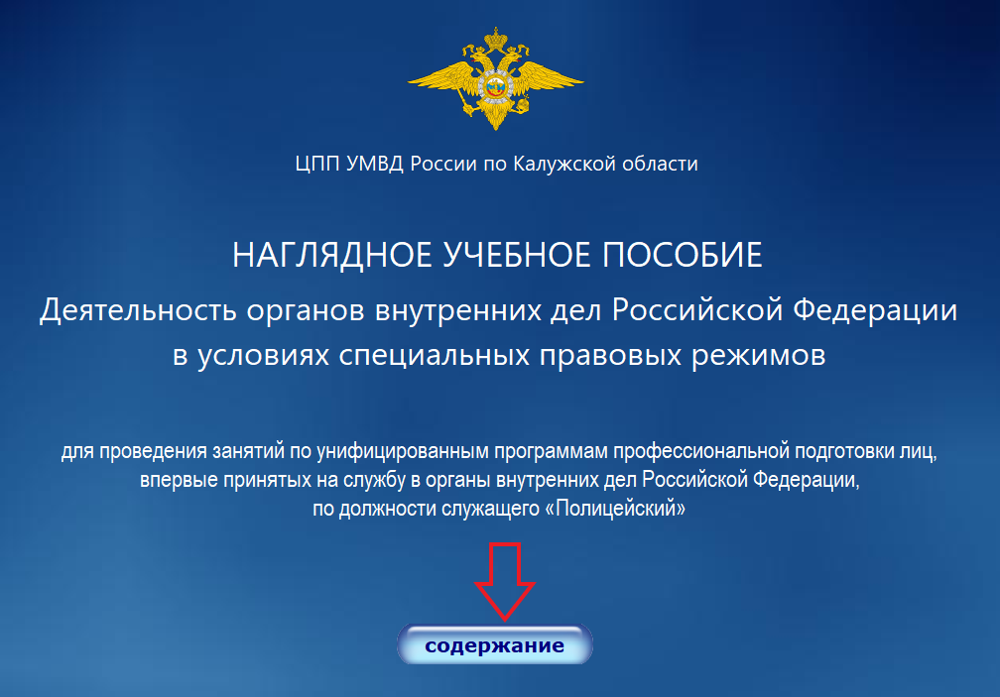 ЦПП УМВД России по Калужской области
НАГЛЯДНОЕ УЧЕБНОЕ ПОСОБИЕ
Деятельность органов внутренних дел Российской Федерации
в условиях специальных правовых режимов
для проведения занятий по унифицированным программам профессиональной подготовки лиц,
впервые принятых на службу в органы внутренних дел Российской Федерации,
по должности служащего «Полицейский»
содержание